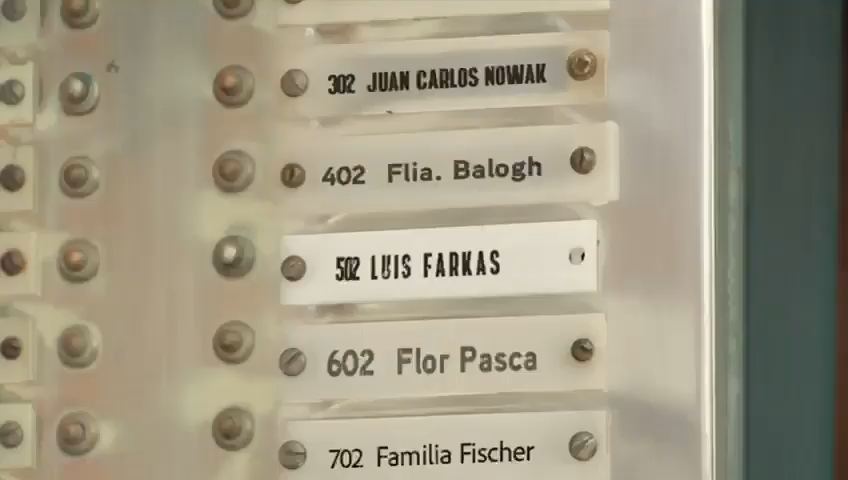 302 JUAN CARLOS NOWAK
402 Flia. Balogh
502 LUIS FARKAS
602 Flor Pasca
702 Familia Fischer